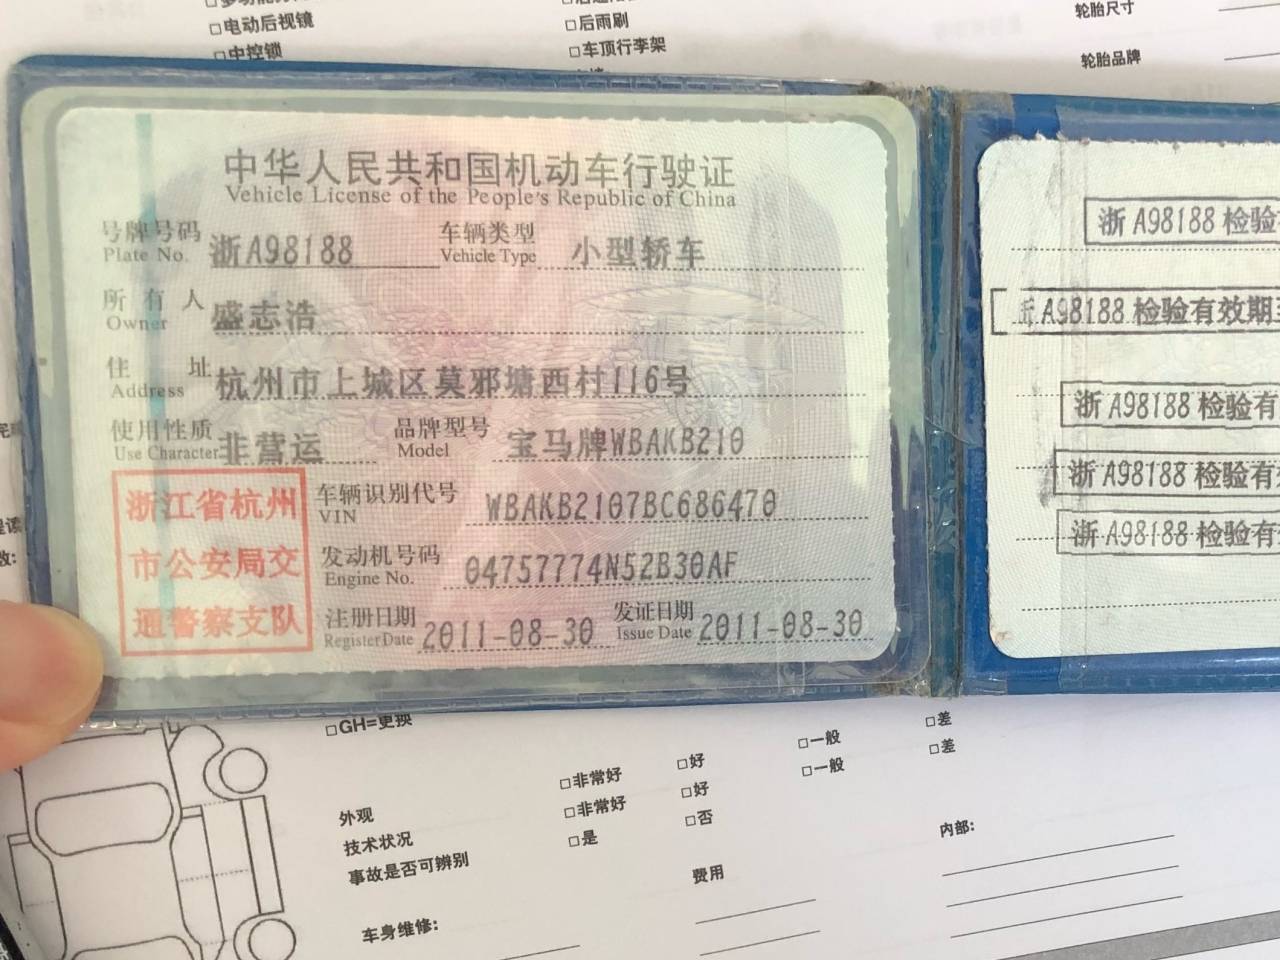 □电动后视镜
□中控锁
□后雨刷
□车顶行李架
轮胎尺寸
轮胎品牌
中华人民共和国机动车行驶证
Vehicle License of the People's Republic of China
号牌号码 浙A98188 车辆类型 小型轿车
Plate No. Vehicle Type
所有人 盛志浩
Owner
住址 杭州市上城区莫邪塘西村116号
Address
使用性质 非营运 品牌型号 宝马牌WBAKB210
Use Character Model
浙江省杭州
市公安局交
通警察支队
车辆识别代号 WBAKB2107BC686470
VIN
发动机号码 04757774N52B30AF
Engine No.
注册日期 2011-08-30 发证日期 2011-08-30
Register Date Issue Date
浙A98188检验
A98188检验有效期
浙A98188检验有
浙A98188检验有
浙A98188检验有
□GH=更换
外观 □非常好 □好 □一般 □差
技术状况 □非常好 □好 □一般 □差
事故是否可辨别 □是 □否
车身维修:
费用
内部: